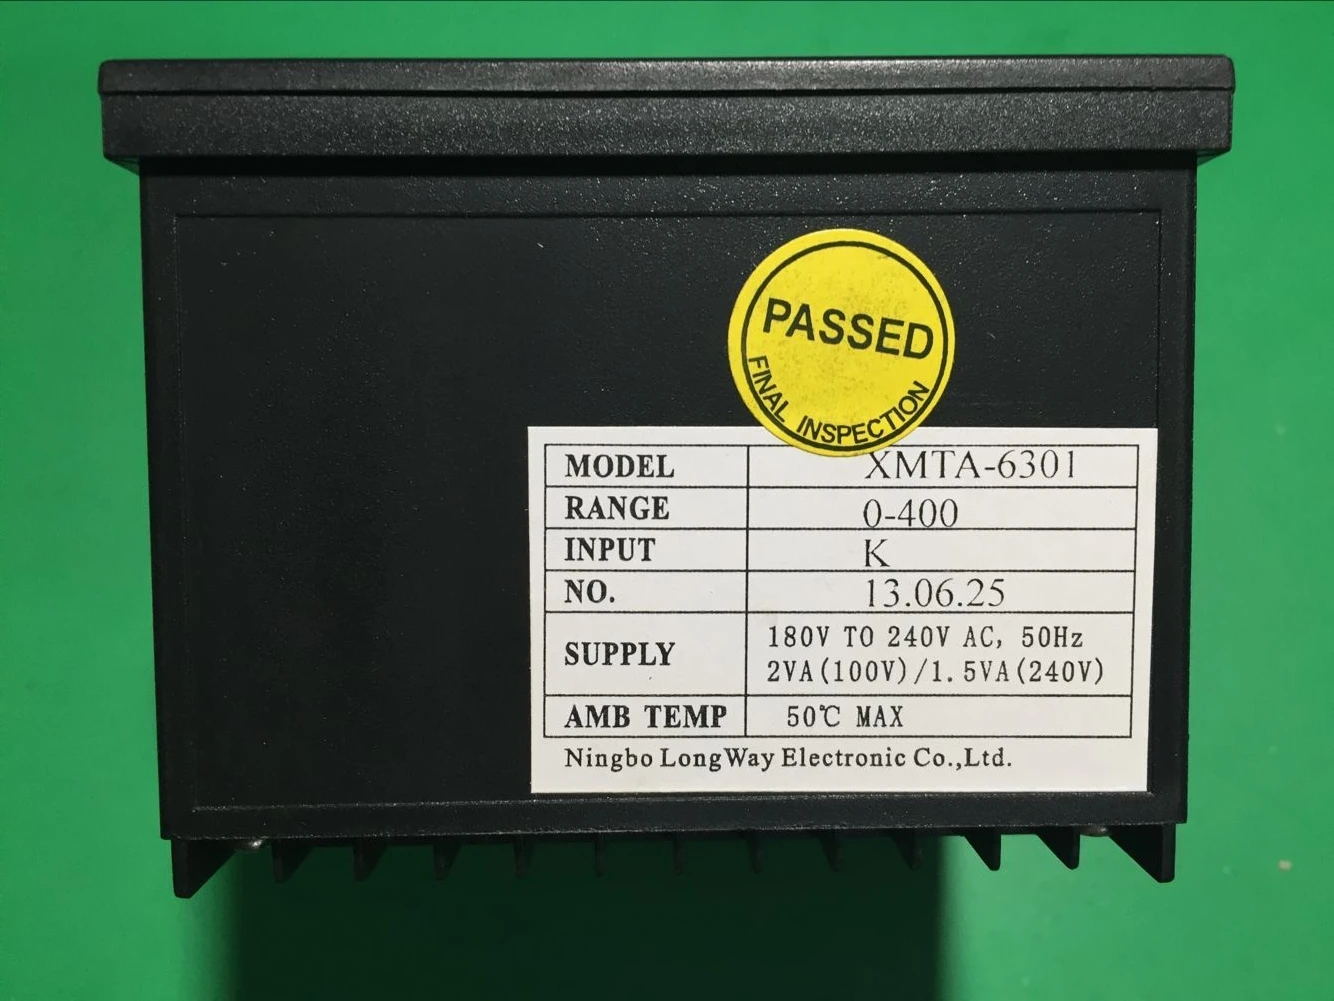 PASSED
FINAL INSPECTION
MODEL XMTA-6301
RANGE 0-400
INPUT K
NO. 13.06.25
SUPPLY 180V TO 240V AC, 50Hz
2VA(100V)/1.5VA(240V)
AMB TEMP 50℃ MAX
Ningbo LongWay Electronic Co.,Ltd.